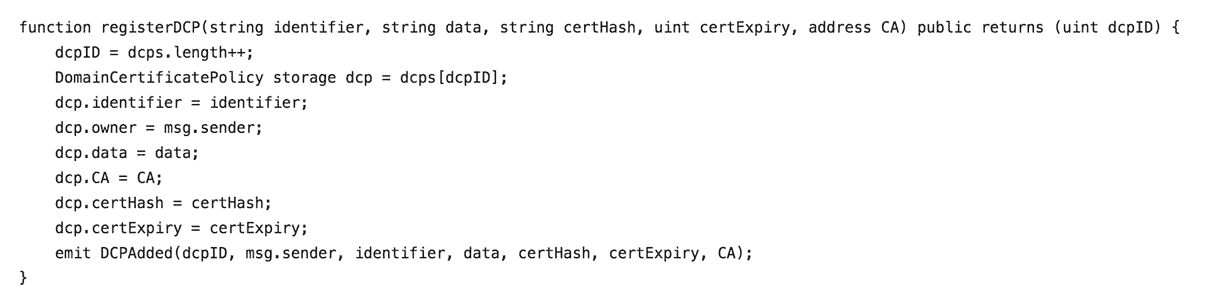 function registerDCP(string identifier, string data, string certHash, uint certExpiry, address CA) public returns (uint dcpID) {
    dcpID = dcps.length++;
    DomainCertificatePolicy storage dcp = dcps[dcpID];
    dcp.identifier = identifier;
    dcp.owner = msg.sender;
    dcp.data = data;
    dcp.CA = CA;
    dcp.certHash = certHash;
    dcp.certExpiry = certExpiry;
    emit DCPAdded(dcpID, msg.sender, identifier, data, certHash, certExpiry, CA);
}